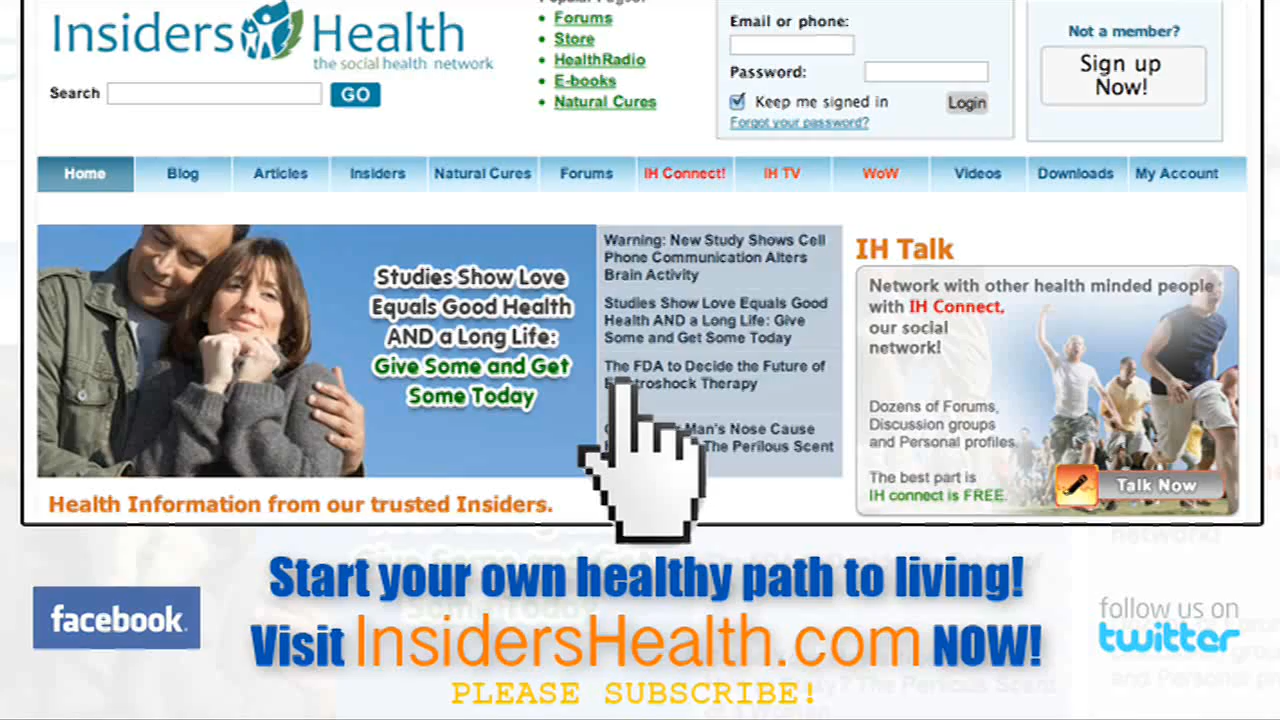 Insiders Health
the social health network
Search
GO
Forums
Store
HealthRadio
E-books
Natural Cures
Email or phone:
Password:
Keep me signed in
Login
Forgot your password?
Not a member?
Sign up
Now!
Home Blog Articles Insiders Natural Cures Forums IH Connect! IH TV WoW Videos Downloads My Account
Studies Show Love
Equals Good Health
AND a Long Life:
Give Some and Get
Some Today
Warning: New Study Shows Cell
Phone Communication Alters
Brain Activity
Studies Show Love Equals Good
Health AND a Long Life: Give
Some and Get Some Today
The FDA to Decide the Future of
Therapy
Man's Nose Cause
The Perilous Scent
IH Talk
Network with other health minded people
with IH Connect,
our social
network!
Dozens of Forums,
Discussion groups
and Personal profiles.
The best part is
IH connect is FREE.
Talk Now
Health Information from our trusted Insiders.
Start your own healthy path to living!
Visit InsidersHealth.com NOW!
PLEASE SUBSCRIBE!
facebook.
follow us on
twitter